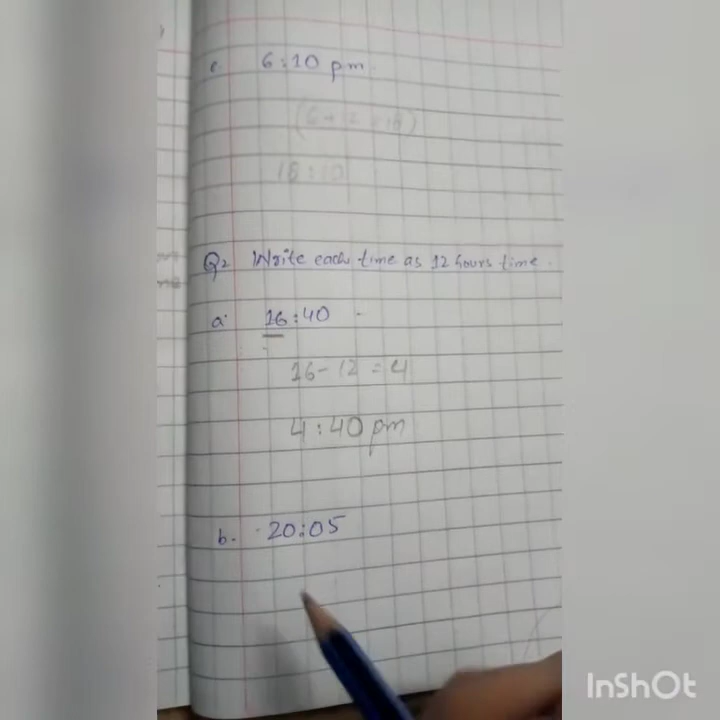 e. 6:10 pm.
(6+12=18)
18:10
Q2 Write each time as 12 hours time.
a. 16:40
16-12=4
4:40 pm
b. 20:05
InShOt